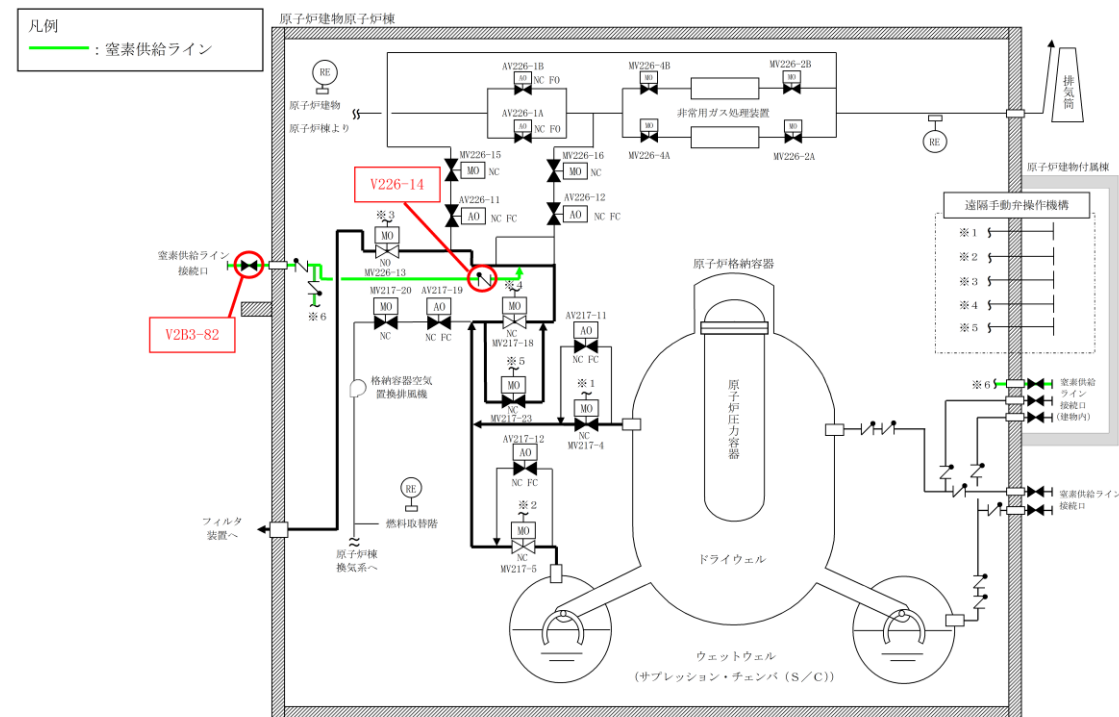 凡例
：窒素供給ライン
原子炉建物原子炉棟
RE
原子炉建物
原子炉棟より
AV226-1B
AO
NC FO
AV226-1A
AO
NC FO
MV226-4B
MO
MV226-2B
MO
非常用ガス処理装置
MO
MV226-4A
MO
MV226-2A
RE
排気筒
原子炉建物付属棟
遠隔手動弁操作機構
※1
※2
※3
※4
※5
MV226-15
MO
NC
MV226-16
MO
NC
V226-14
AV226-11
AO
NC FC
AV226-12
AO
NC FC
※3
MO
NO
MV226-13
窒素供給ライン
接続口
V2B3-82
※6
MV217-20
MO
NC
AV217-19
AO
NC FC
※4
MO
NC
MV217-18
※5
MO
NC
MV217-23
AV217-11
AO
NC FC
※1
MO
NC
MV217-4
格納容器空気
置換排風機
AV217-12
AO
NC FC
※2
MO
NC
MV217-5
RE
燃料取替階
原子炉棟
換気系へ
フィルタ
装置へ
原子炉格納容器
原子炉圧力容器
ドライウェル
ウェットウェル
(サプレッション・チェンバ（S／C))
※6
窒素供給
ライン
接続口
(建物内)
窒素供給ライン
接続口